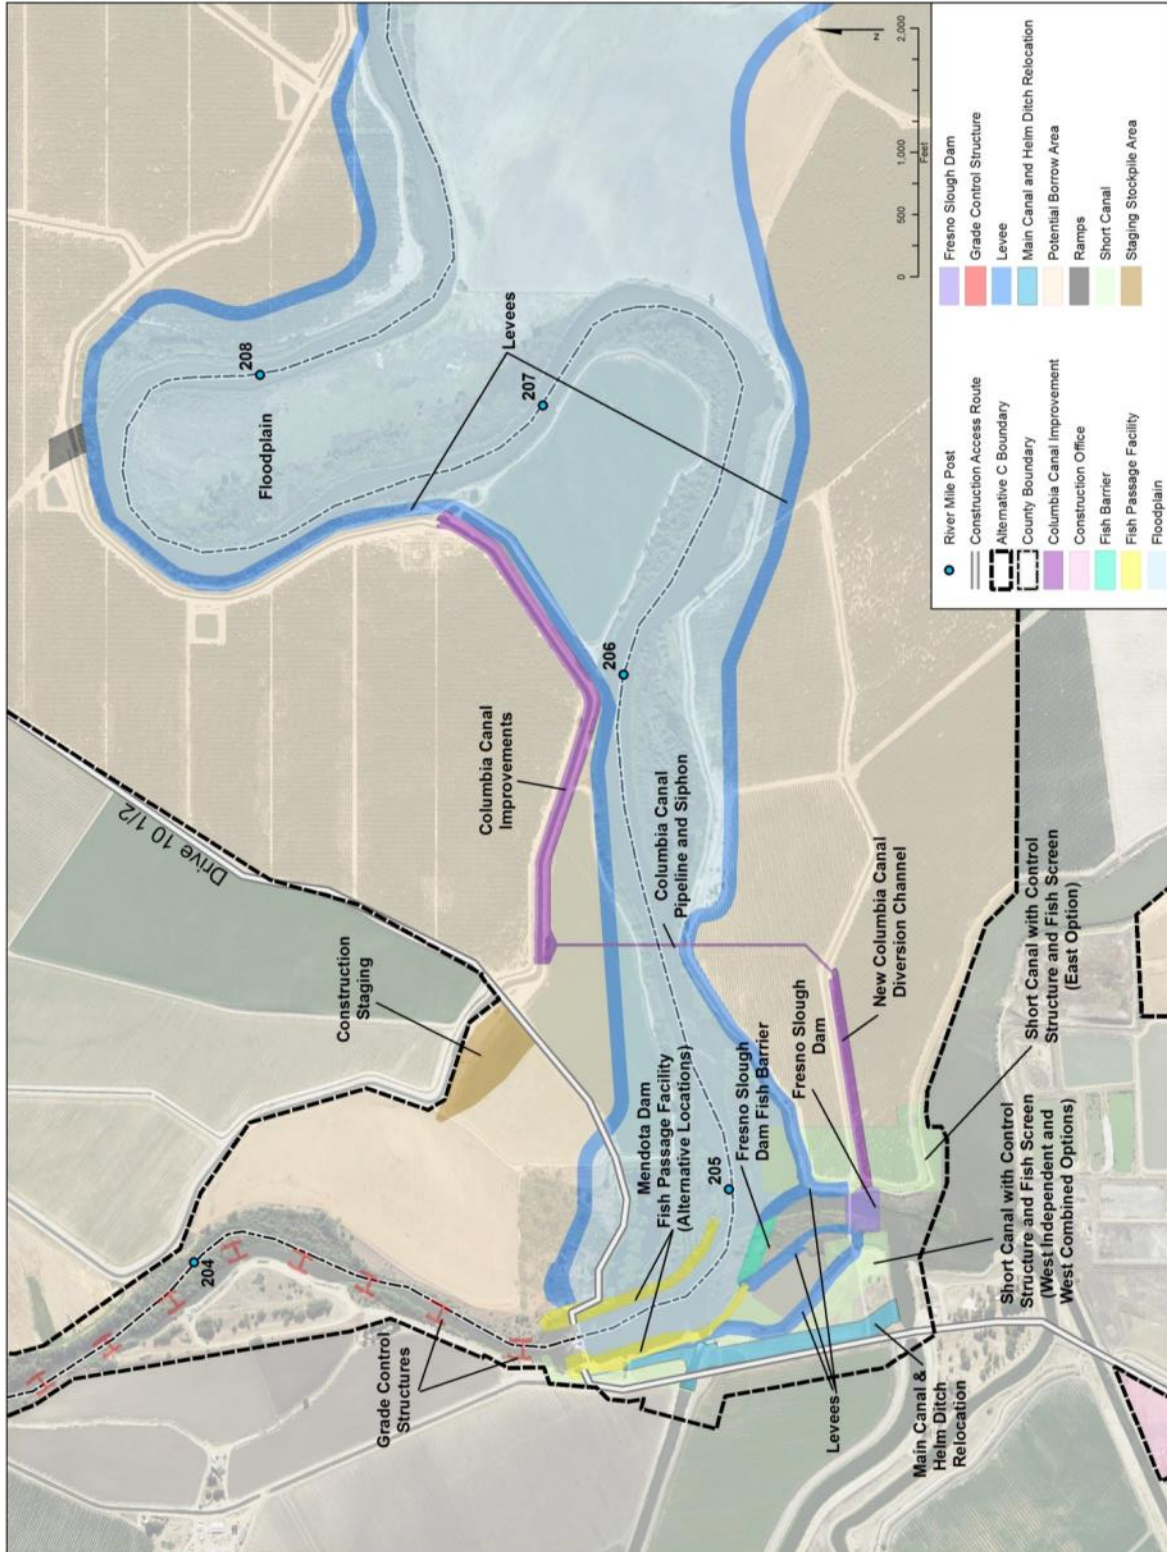 Drive 10 1/2
Construction
Staging
Columbia Canal
Improvements
208
Floodplain
207
Levees
206
204
Grade Control
Structures
Mendota Dam
Fish Passage Facility
(Alternative Locations)
205
Columbia Canal
Pipeline and Siphon
Fresno Slough
Dam Fish Barrier
Fresno Slough
Dam
New Columbia Canal
Diversion Channel
Levees
Main Canal &
Helm Ditch
Relocation
Short Canal with Control
Structure and Fish Screen
(West Independent and
West Combined Options)
Short Canal with Control
Structure and Fish Screen
(East Option)
0
500
1,000
2,000
Feet
N
River Mile Post
Construction Access Route
Alternative C Boundary
County Boundary
Columbia Canal Improvement
Construction Office
Fish Barrier
Fish Passage Facility
Floodplain
Fresno Slough Dam
Grade Control Structure
Levee
Main Canal and Helm Ditch Relocation
Potential Borrow Area
Ramps
Short Canal
Staging Stockpile Area